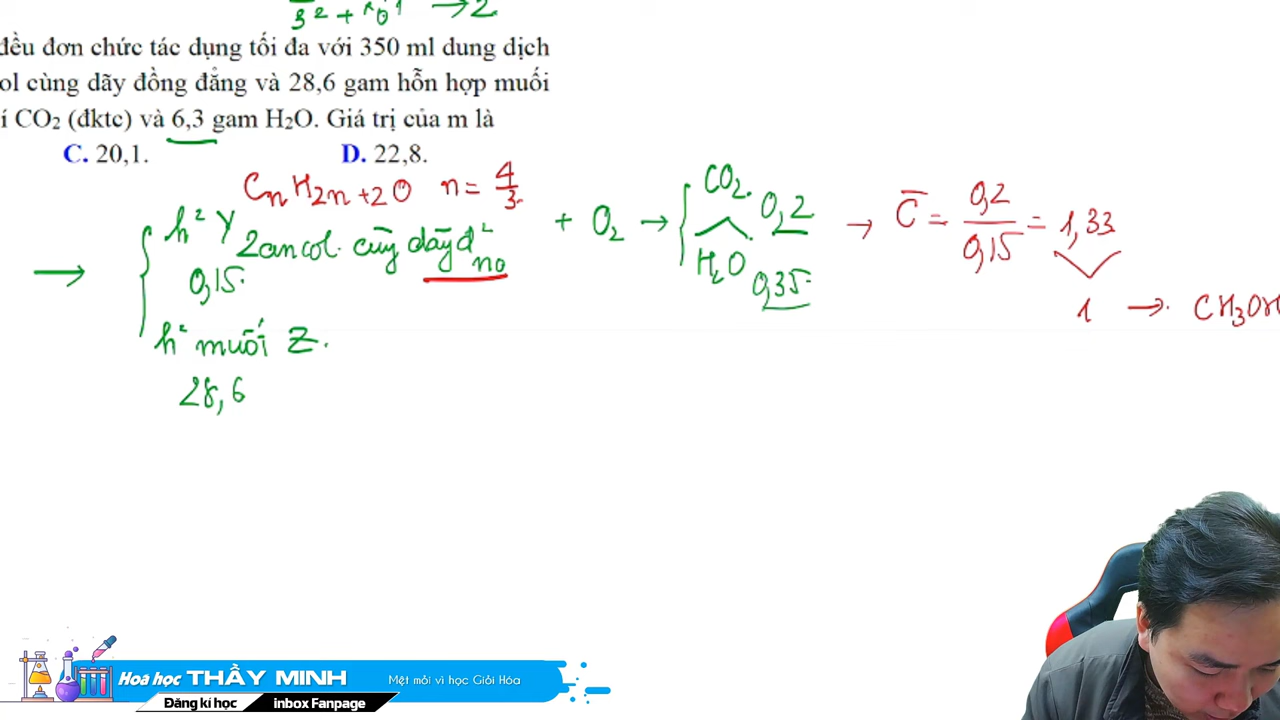 3² + 10¹ → 2
đều đơn chức tác dụng tối đa với 350 ml dung dịch
ol cùng dãy đồng đẳng và 28,6 gam hỗn hợp muối
í CO₂ (đktc) và 6,3 gam H₂O. Giá trị của m là
C. 20,1. D. 22,8.
CnH2n+2O n = 4/3
h² Y 2ancol cùng dãy đ² no + O₂ → CO₂ 0,2 → C̄ = 0,2/0,15 = 1,33
0,15 H₂O 0,35
1 → CH3OH
h² muối Z.
28,6
Hoá học THẦY MINH Mệt mỏi vì học Giỏi Hóa
Đăng kí học inbox Fanpage